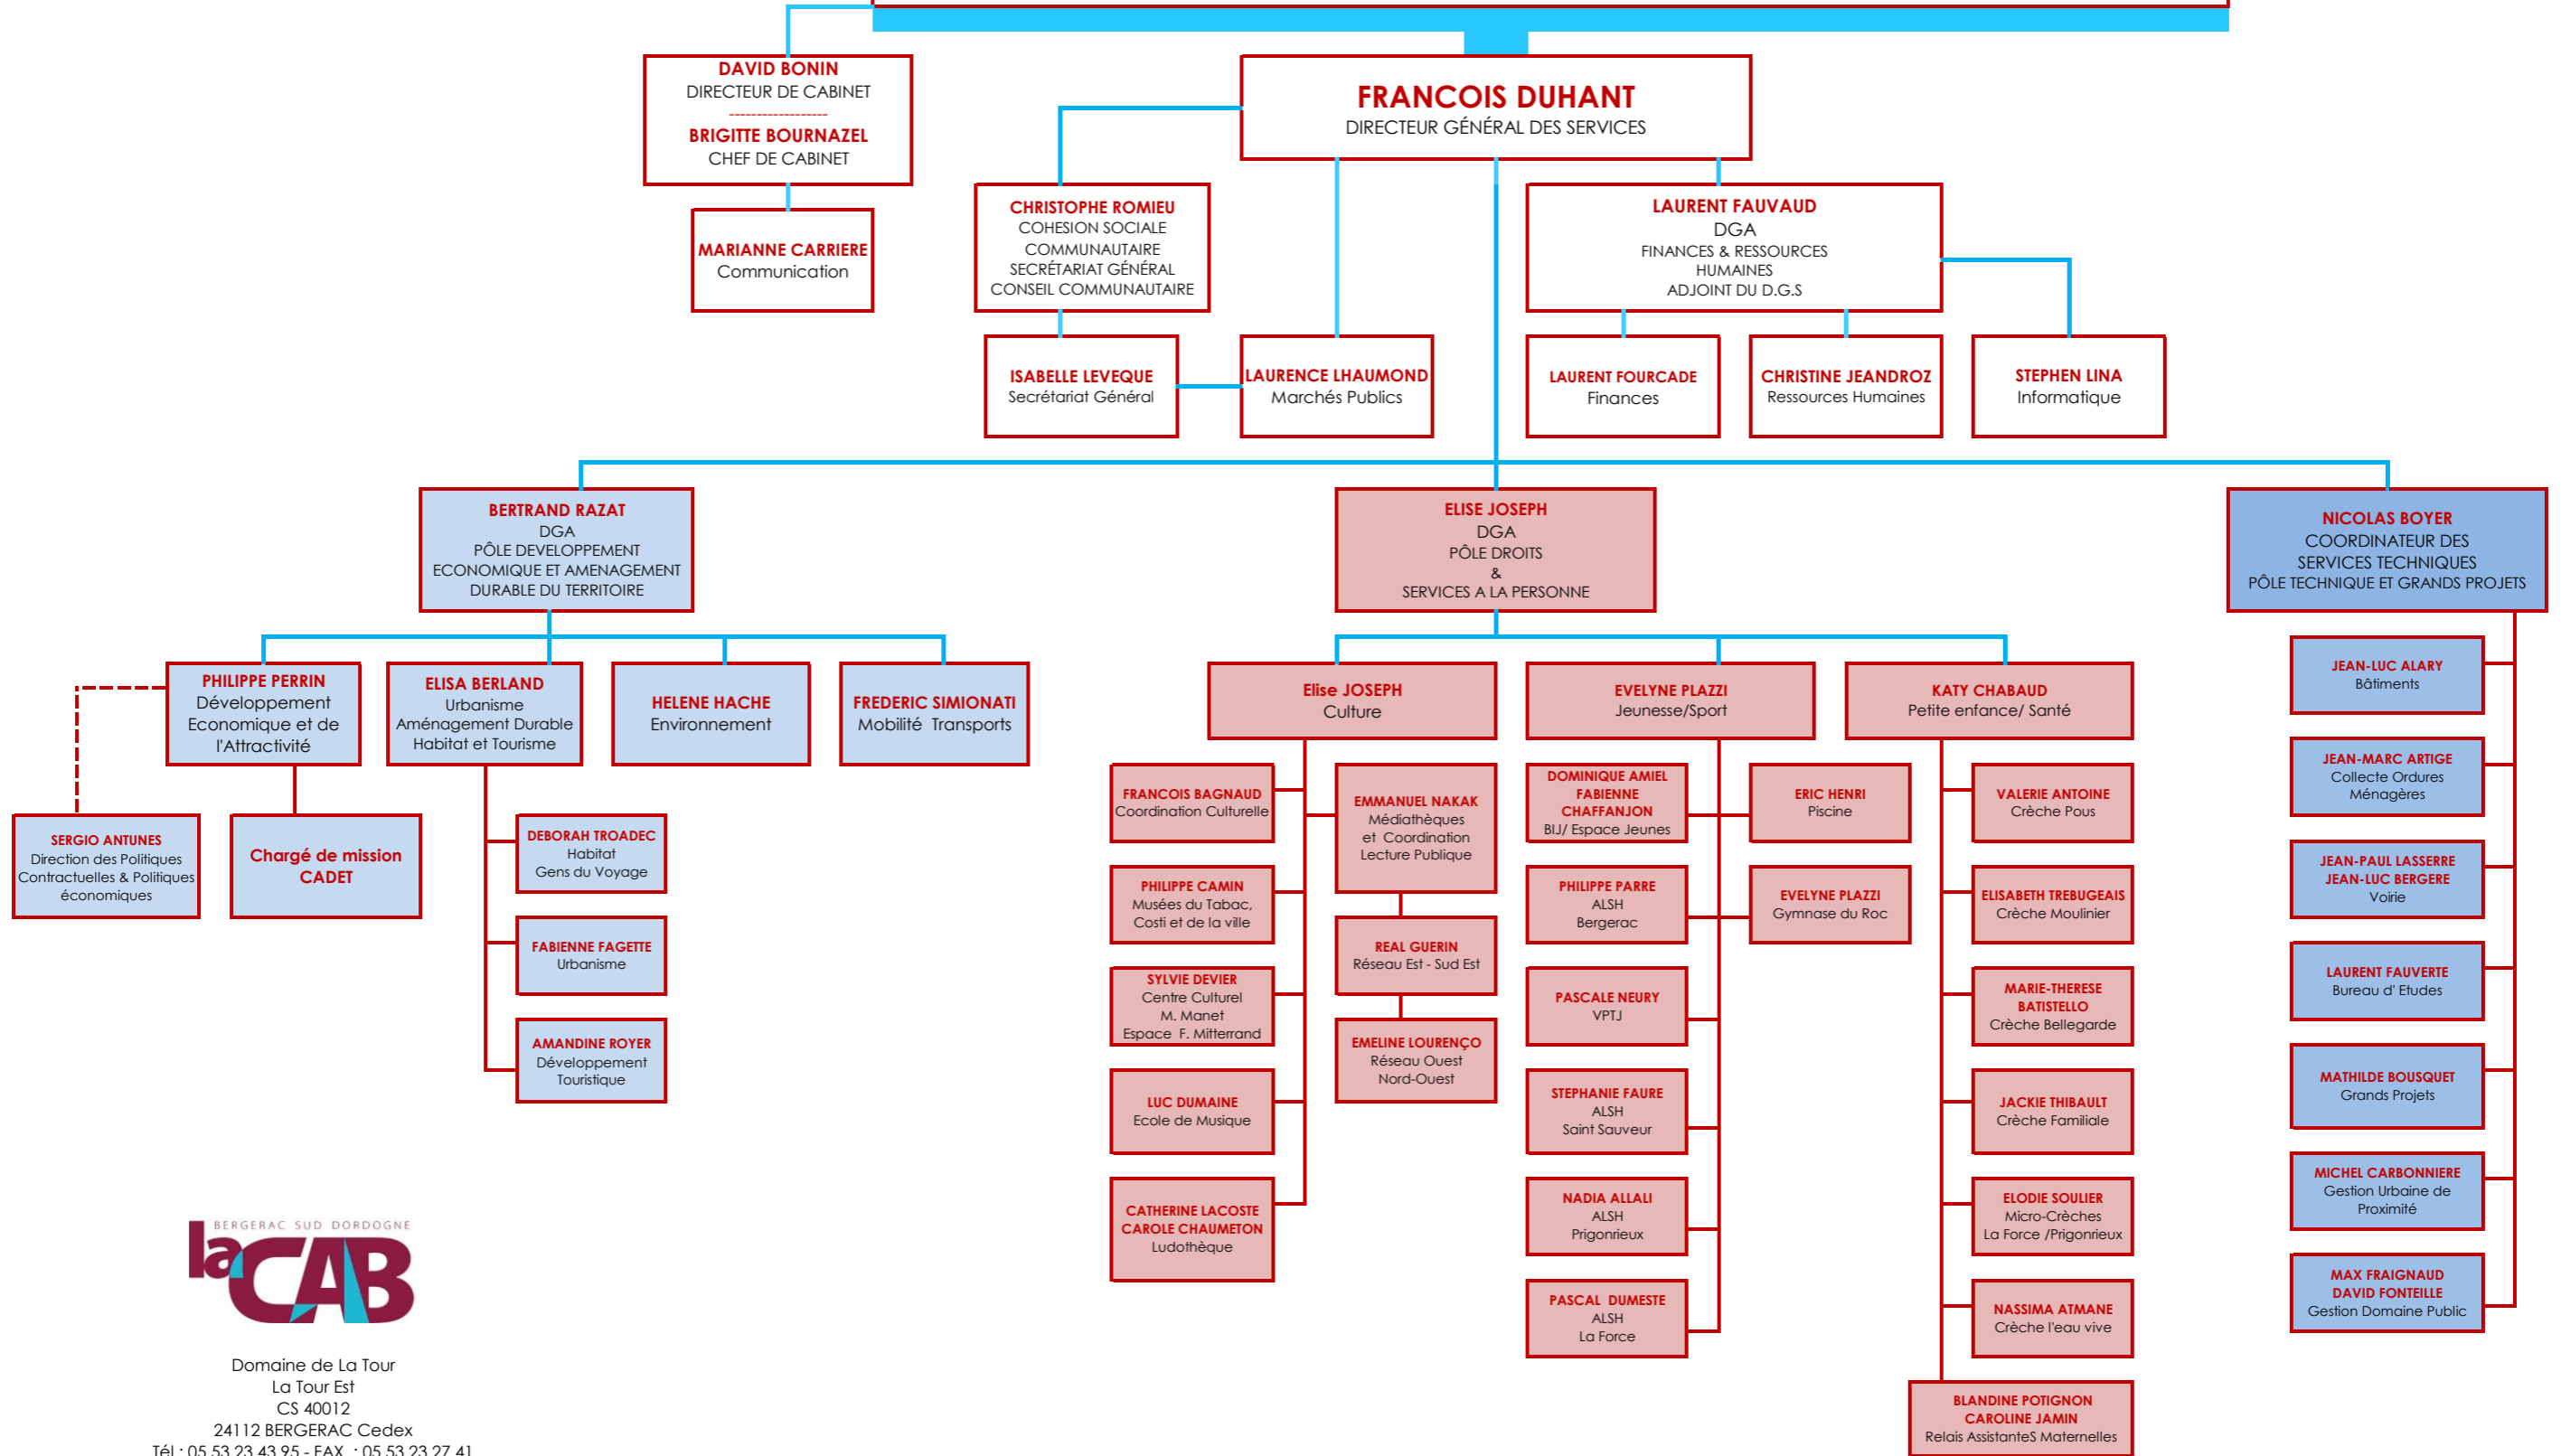 DAVID BONIN
DIRECTEUR DE CABINET
------------------
BRIGITTE BOURNAZEL
CHEF DE CABINET
FRANCOIS DUHANT
DIRECTEUR GÉNÉRAL DES SERVICES
MARIANNE CARRIERE
Communication
CHRISTOPHE ROMIEU
COHESION SOCIALE
COMMUNAUTAIRE
SECRÉTARIAT GÉNÉRAL
CONSEIL COMMUNAUTAIRE
LAURENT FAUVAUD
DGA
FINANCES & RESSOURCES
HUMAINES
ADJOINT DU D.G.S
ISABELLE LEVEQUE
Secrétariat Général
LAURENCE LHAUMOND
Marchés Publics
LAURENT FOURCADE
Finances
CHRISTINE JEANDROZ
Ressources Humaines
STEPHEN LINA
Informatique
BERTRAND RAZAT
DGA
PÔLE DEVELOPPEMENT
ECONOMIQUE ET AMENAGEMENT
DURABLE DU TERRITOIRE
ELISE JOSEPH
DGA
PÔLE DROITS
&
SERVICES A LA PERSONNE
NICOLAS BOYER
COORDINATEUR DES
SERVICES TECHNIQUES
PÔLE TECHNIQUE ET GRANDS PROJETS
PHILIPPE PERRIN
Développement
Economique et de
l'Attractivité
ELISA BERLAND
Urbanisme
Aménagement Durable
Habitat et Tourisme
HELENE HACHE
Environnement
FREDERIC SIMIONATI
Mobilité Transports
SERGIO ANTUNES
Direction des Politiques
Contractuelles & Politiques
économiques
Chargé de mission
CADET
DEBORAH TROADEC
Habitat
Gens du Voyage
FABIENNE FAGETTE
Urbanisme
AMANDINE ROYER
Développement
Touristique
Elise JOSEPH
Culture
EVELYNE PLAZZI
Jeunesse/Sport
KATY CHABAUD
Petite enfance/ Santé
FRANCOIS BAGNAUD
Coordination Culturelle
PHILIPPE CAMIN
Musées du Tabac,
Costi et de la ville
SYLVIE DEVIER
Centre Culturel
M. Manet
Espace F. Mitterrand
LUC DUMAINE
Ecole de Musique
CATHERINE LACOSTE
CAROLE CHAUMETON
Ludothèque
EMMANUEL NAKAK
Médiathèques
et Coordination
Lecture Publique
REAL GUERIN
Réseau Est - Sud Est
EMELINE LOURENÇO
Réseau Ouest
Nord-Ouest
DOMINIQUE AMIEL
FABIENNE
CHAFFANJON
BIJ/ Espace Jeunes
PHILIPPE PARRE
ALSH
Bergerac
PASCALE NEURY
VPTJ
STEPHANIE FAURE
ALSH
Saint Sauveur
NADIA ALLALI
ALSH
Prigonrieux
PASCAL DUMESTE
ALSH
La Force
ERIC HENRI
Piscine
EVELYNE PLAZZI
Gymnase du Roc
VALERIE ANTOINE
Crèche Pous
ELISABETH TREBUGEAIS
Crèche Moulinier
MARIE-THERESE
BATISTELLO
Crèche Bellegarde
JACKIE THIBAULT
Crèche Familiale
ELODIE SOULIER
Micro-Crèches
La Force /Prigonrieux
NASSIMA ATMANE
Crèche l'eau vive
BLANDINE POTIGNON
CAROLINE JAMIN
Relais AssistanteS Maternelles
JEAN-LUC ALARY
Bâtiments
JEAN-MARC ARTIGE
Collecte Ordures
Ménagères
JEAN-PAUL LASSERRE
JEAN-LUC BERGERE
Voirie
LAURENT FAUVERTE
Bureau d' Etudes
MATHILDE BOUSQUET
Grands Projets
MICHEL CARBONNIERE
Gestion Urbaine de
Proximité
MAX FRAIGNAUD
DAVID FONTEILLE
Gestion Domaine Public
BERGERAC SUD DORDOGNE
la CAB
Domaine de La Tour
La Tour Est
CS 40012
24112 BERGERAC Cedex
Tél : 05 53 23 43 95 - FAX : 05 53 23 27 41